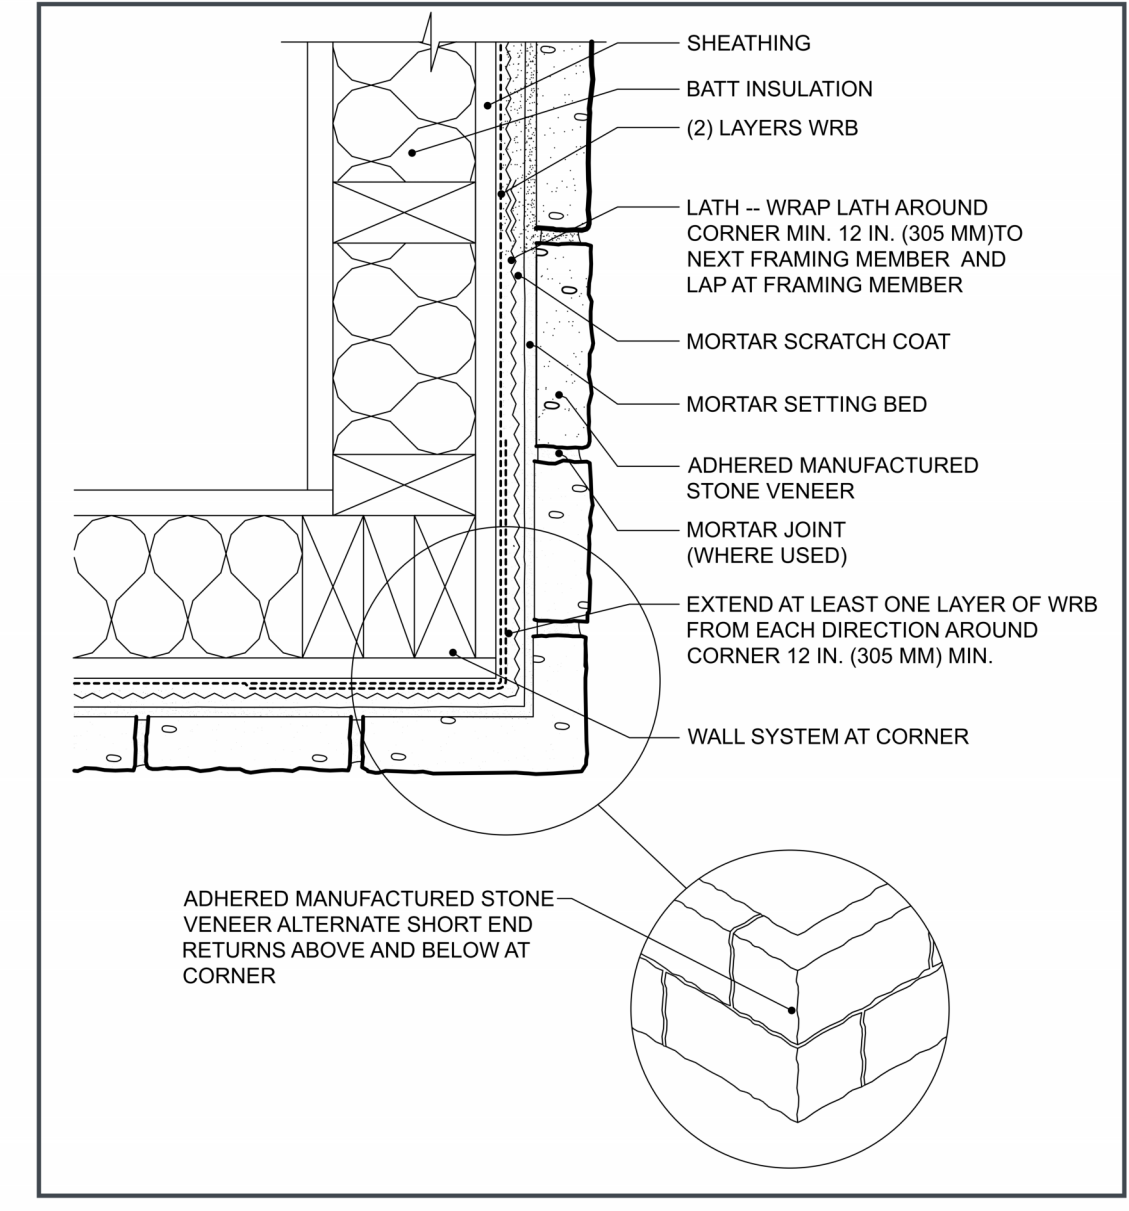 SHEATHING
BATT INSULATION
(2) LAYERS WRB
LATH -- WRAP LATH AROUND
CORNER MIN. 12 IN. (305 MM)TO
NEXT FRAMING MEMBER AND
LAP AT FRAMING MEMBER
MORTAR SCRATCH COAT
MORTAR SETTING BED
ADHERED MANUFACTURED
STONE VENEER
MORTAR JOINT
(WHERE USED)
EXTEND AT LEAST ONE LAYER OF WRB
FROM EACH DIRECTION AROUND
CORNER 12 IN. (305 MM) MIN.
WALL SYSTEM AT CORNER
ADHERED MANUFACTURED STONE
VENEER ALTERNATE SHORT END
RETURNS ABOVE AND BELOW AT
CORNER